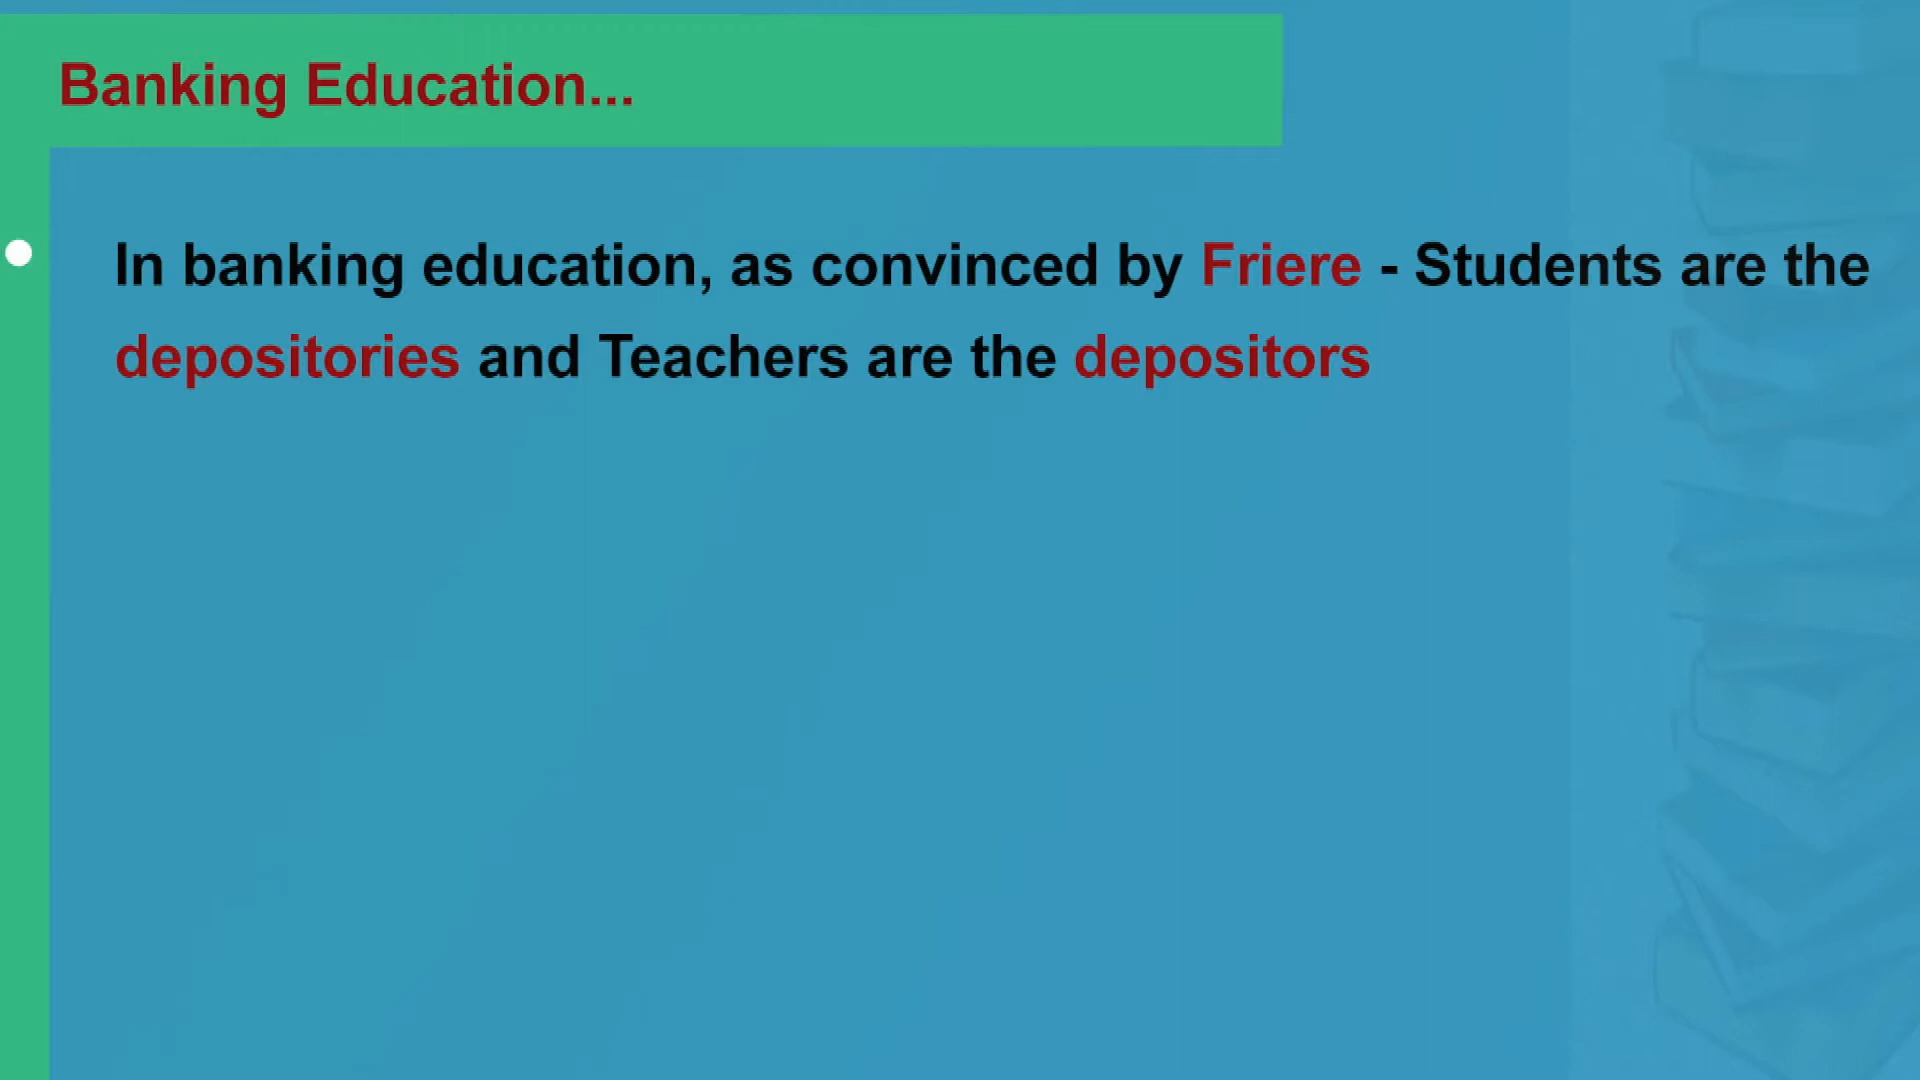 Banking Education...
In banking education, as convinced by Friere - Students are the
depositories and Teachers are the depositors